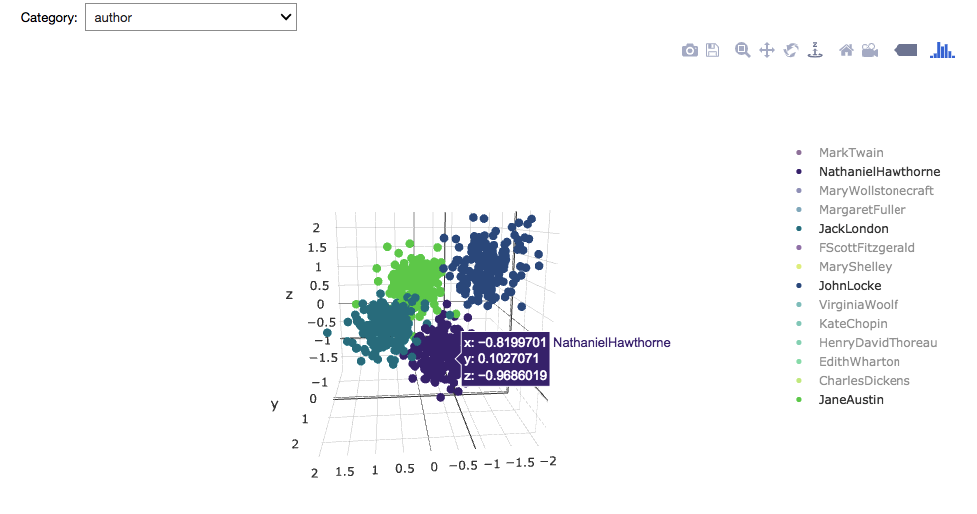 Category: author
z
MarkTwain
NathanielHawthorne
MaryWollstonecraft
MargaretFuller
JackLondon
FScottFitzgerald
MaryShelley
JohnLocke
VirginiaWoolf
KateChopin
HenryDavidThoreau
EdithWharton
CharlesDickens
JaneAustin
2
1.5
1
0.5
0
−0.5
−1
−1.5
z
x: −0.8199701
y: 0.1027071
z: −0.9686019
NathanielHawthorne
−1
0
1
2
y
2 1.5 1 0.5 0 −0.5 −1 −1.5 −2